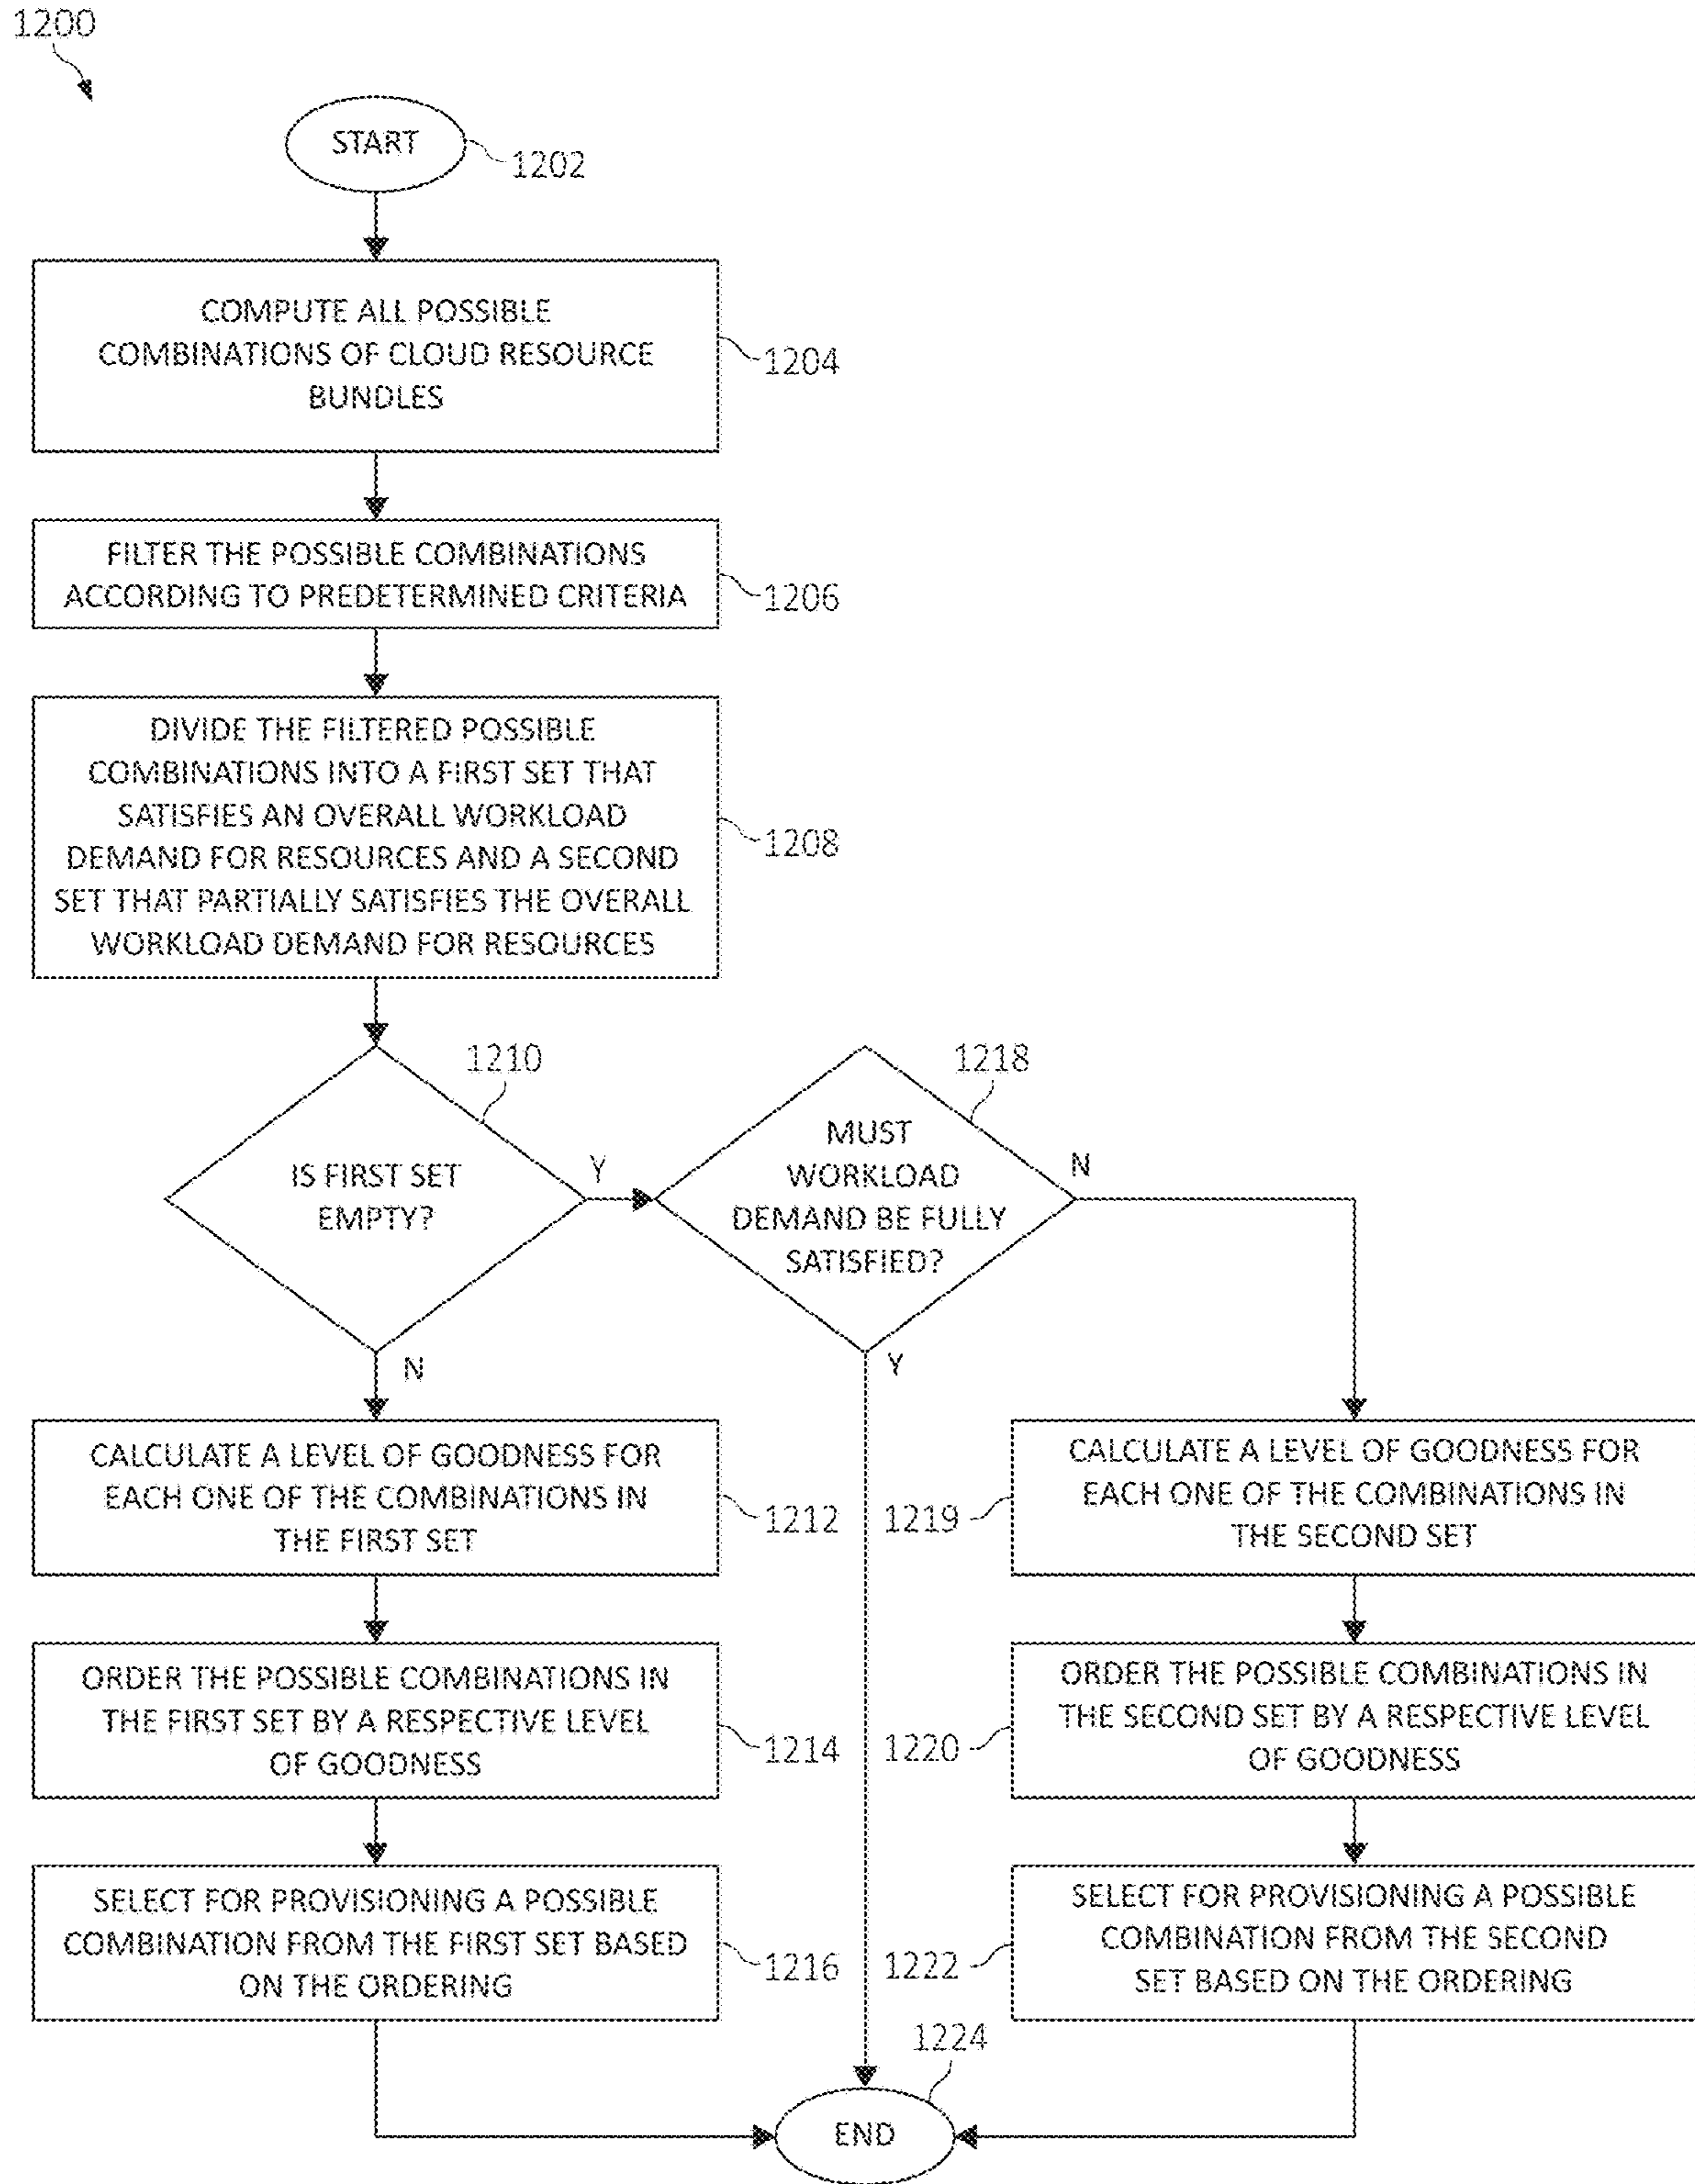 1200
START
1202
COMPUTE ALL POSSIBLE
COMBINATIONS OF CLOUD RESOURCE
BUNDLES
1204
FILTER THE POSSIBLE COMBINATIONS
ACCORDING TO PREDETERMINED CRITERIA
1206
DIVIDE THE FILTERED POSSIBLE
COMBINATIONS INTO A FIRST SET THAT
SATISFIES AN OVERALL WORKLOAD
DEMAND FOR RESOURCES AND A SECOND
SET THAT PARTIALLY SATISFIES THE OVERALL
WORKLOAD DEMAND FOR RESOURCES
1208
1210
IS FIRST SET
EMPTY?
Y
N
1218
MUST
WORKLOAD
DEMAND BE FULLY
SATISFIED?
N
Y
CALCULATE A LEVEL OF GOODNESS FOR
EACH ONE OF THE COMBINATIONS IN
THE FIRST SET
1212
1219
CALCULATE A LEVEL OF GOODNESS FOR
EACH ONE OF THE COMBINATIONS IN
THE SECOND SET
ORDER THE POSSIBLE COMBINATIONS IN
THE FIRST SET BY A RESPECTIVE LEVEL
OF GOODNESS
1214
1220
ORDER THE POSSIBLE COMBINATIONS IN
THE SECOND SET BY A RESPECTIVE LEVEL
OF GOODNESS
SELECT FOR PROVISIONING A POSSIBLE
COMBINATION FROM THE FIRST SET BASED
ON THE ORDERING
1216
1222
SELECT FOR PROVISIONING A POSSIBLE
COMBINATION FROM THE SECOND
SET BASED ON THE ORDERING
1224
END